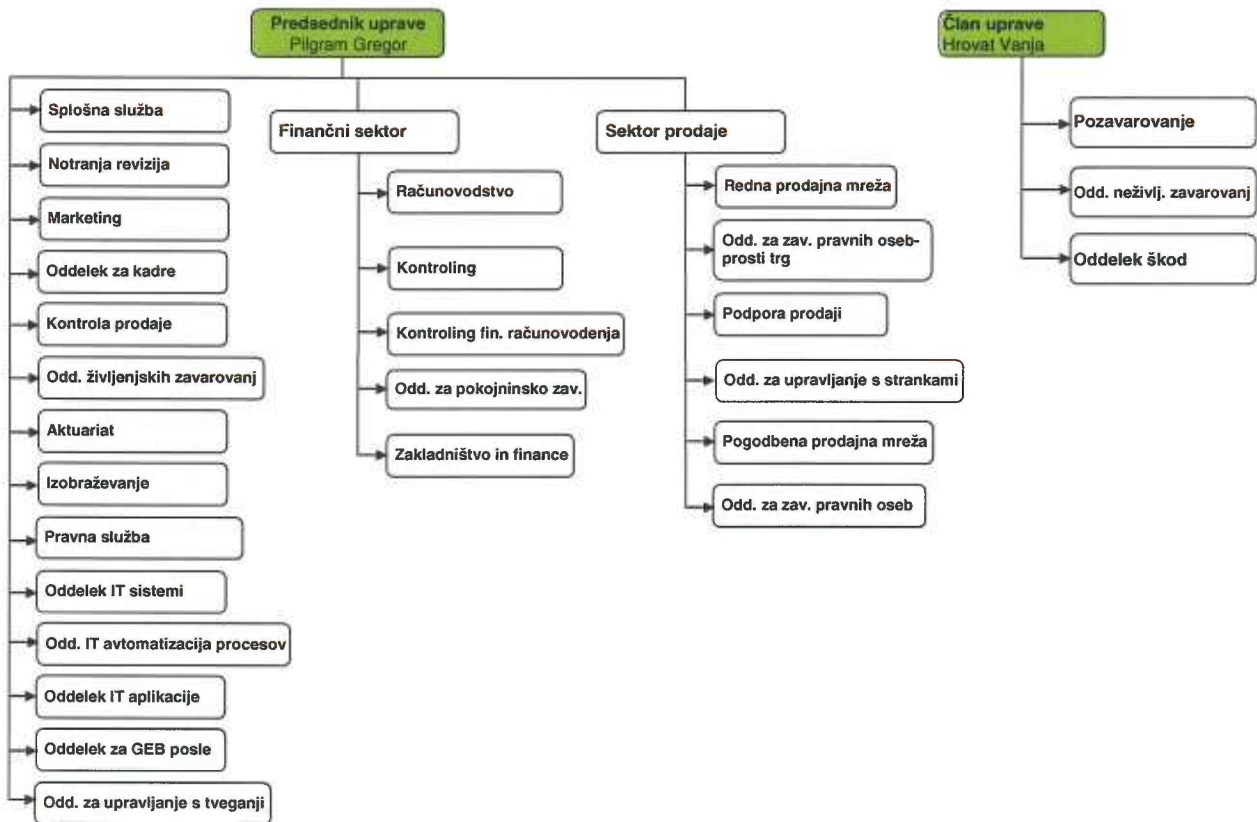 Predsednik uprave
Pilgram Gregor
Splošna služba
Notranja revizija
Marketing
Oddelek za kadre
Kontrola prodaje
Odd. življenjskih zavarovanj
Aktuariat
Izobraževanje
Pravna služba
Oddelek IT sistemi
Odd. IT avtomatizacija procesov
Oddelek IT aplikacije
Oddelek za GEB posle
Odd. za upravljanje s tveganji
Finančni sektor
Računovodstvo
Kontroling
Kontroling fin. računovodenja
Odd. za pokojninsko zav.
Zakladništvo in finance
Sektor prodaje
Redna prodajna mreža
Odd. za zav. pravnih oseb-
prosti trg
Podpora prodaji
Odd. za upravljanje s strankami
Pogodbena prodajna mreža
Odd. za zav. pravnih oseb
Član uprave
Hrovat Vanja
Pozavarovanje
Odd. neživlj. zavarovanj
Oddelek škod